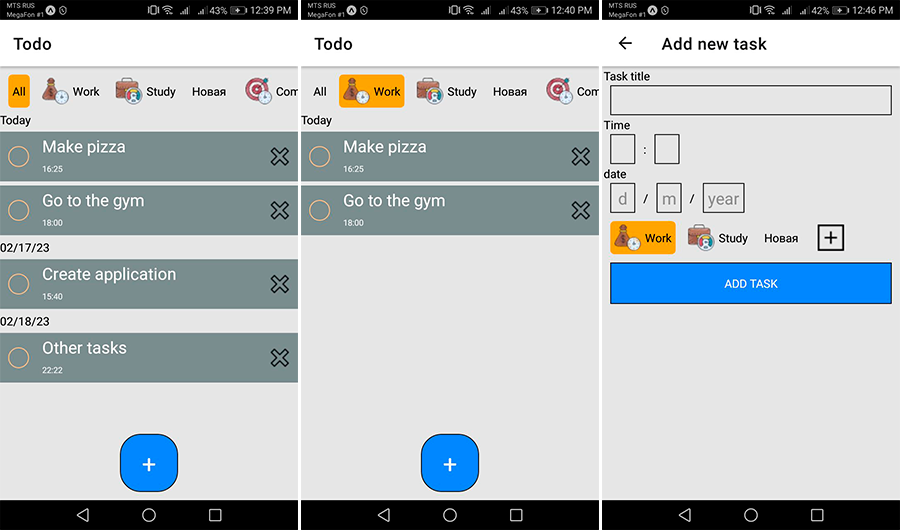 MTS RUS
MegaFon #1
43%
12:39 PM
Todo
All
Work
Study
Новая
Com
Today
Make pizza
16:25
Go to the gym
18:00
02/17/23
Create application
15:40
02/18/23
Other tasks
22:22
+
MTS RUS
MegaFon #1
43%
12:40 PM
Todo
All
Work
Study
Новая
Com
Today
Make pizza
16:25
Go to the gym
18:00
+
MTS RUS
MegaFon #1
42%
12:46 PM
Add new task
Task title
Time
:
date
d / m / year
Work
Study
Новая
+
ADD TASK